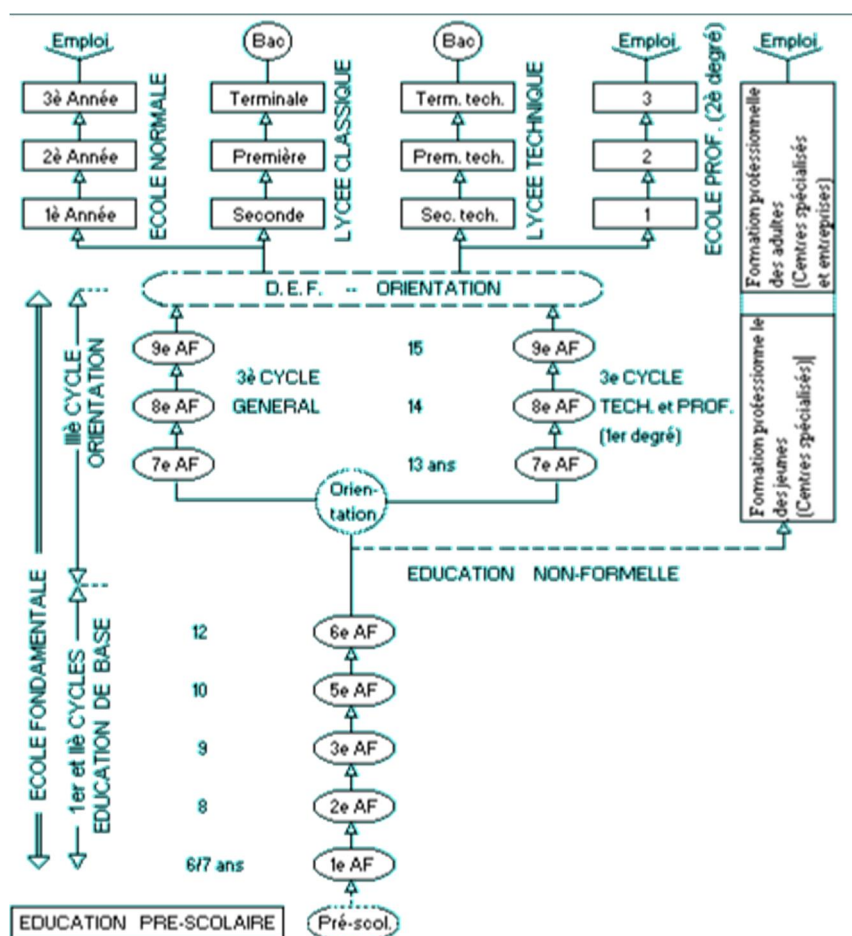 Emploi
Bac
Bac
Emploi
Emploi
3è Année
2è Année
1è Année
ECOLE NORMALE
Terminale
Première
Seconde
LYCEE CLASSIQUE
Term. tech.
Prem. tech.
Sec. tech.
LYCEE TECHNIQUE
3
2
1
ECOLE PROF. (2è degré)
Formation professionnelle
des adultes
(Centres spécialisés
et entreprises)
D.E.F. -- ORIENTATION
9e AF
8e AF
7e AF
3è CYCLE
GENERAL
15
14
13 ans
9e AF
8e AF
7e AF
3e CYCLE
TECH. et PROF.
(1er degré)
Formation professionne le
des jeunes
(Centres spécialisés)
Orien-
tation
EDUCATION NON-FORMELLE
ECOLE FONDAMENTALE
IIIè CYCLE
ORIENTATION
1er et IIè CYCLES
EDUCATION DE BASE
12
6e AF
10
5e AF
9
3e AF
8
2e AF
6/7 ans
1e AF
EDUCATION PRE-SCOLAIRE
Pré-scol.